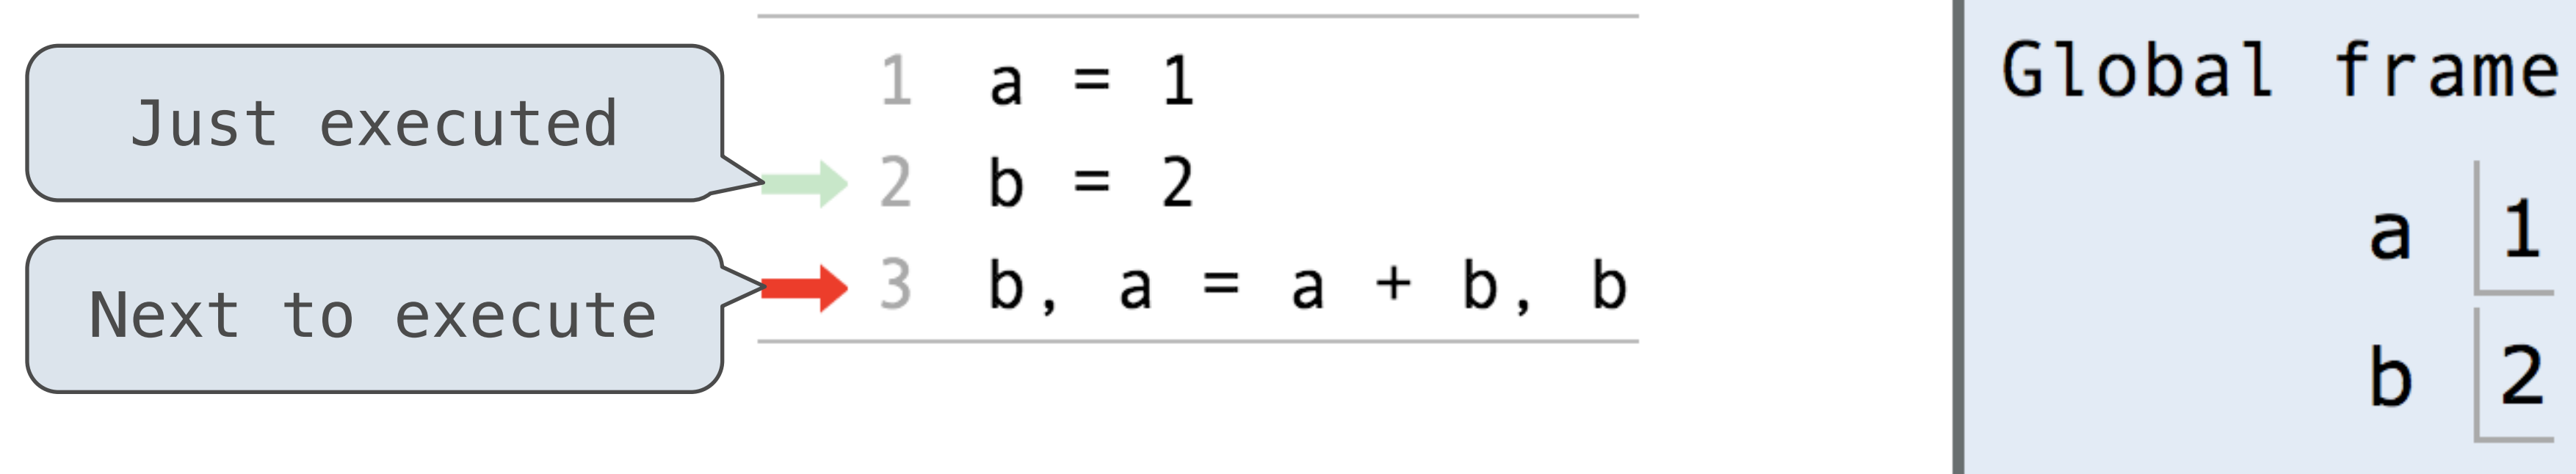 Just executed
Next to execute
1 a = 1
2 b = 2
3 b, a = a + b, b
Global frame
a 1
b 2